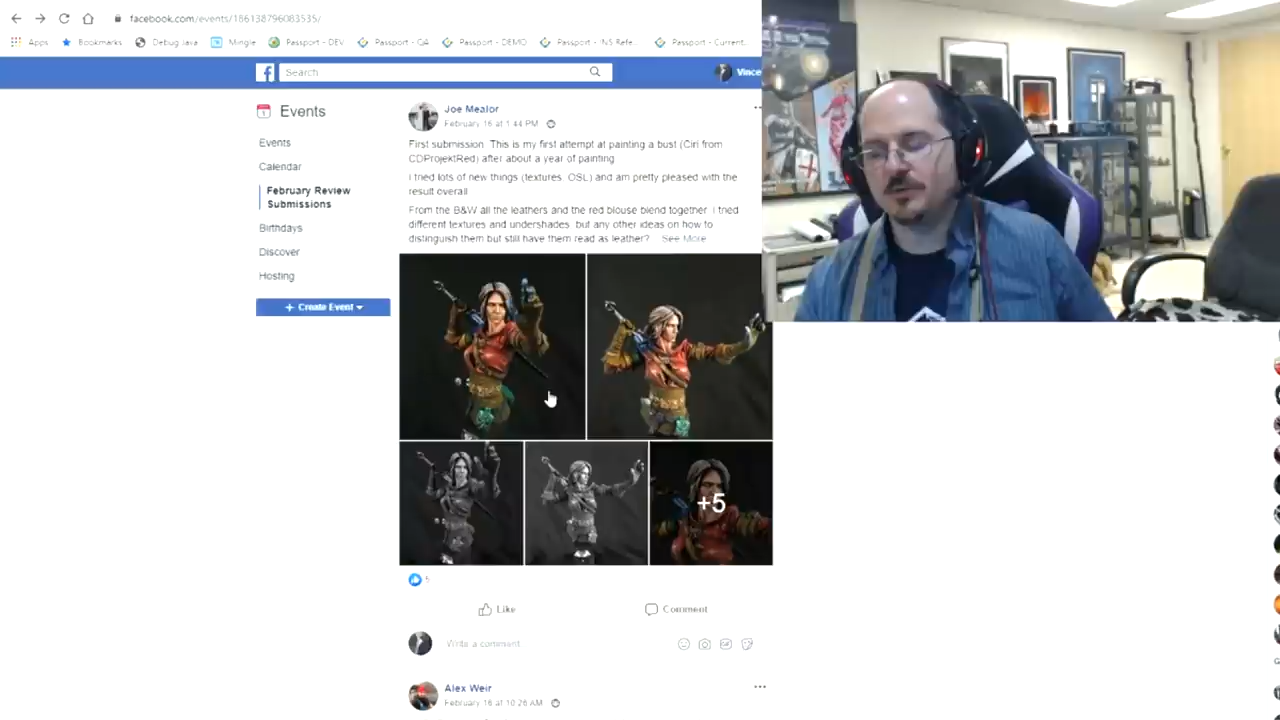 facebook.com/events/186138796083535/
Apps Bookmarks Debug Java Mingle Passport - DEV Passport - QA Passport - DEMO Passport - INS Refe... Passport - Current...
Search
Vince
Events
Events
Calendar
February Review
Submissions
Birthdays
Discover
Hosting
+ Create Event
Joe Mealor
February 16 at 1:44 PM
First submission. This is my first attempt at painting a bust (Ciri from
CDProjektRed) after about a year of painting
I tried lots of new things (textures, OSL) and am pretty pleased with the
result overall
From the B&W all the leathers and the red blouse blend together. I tried
different textures and undershades, but any other ideas on how to
distinguish them but still have them read as leather? See More
+5
5
Like Comment
Write a comment
Alex Weir
February 16 at 10:26 AM